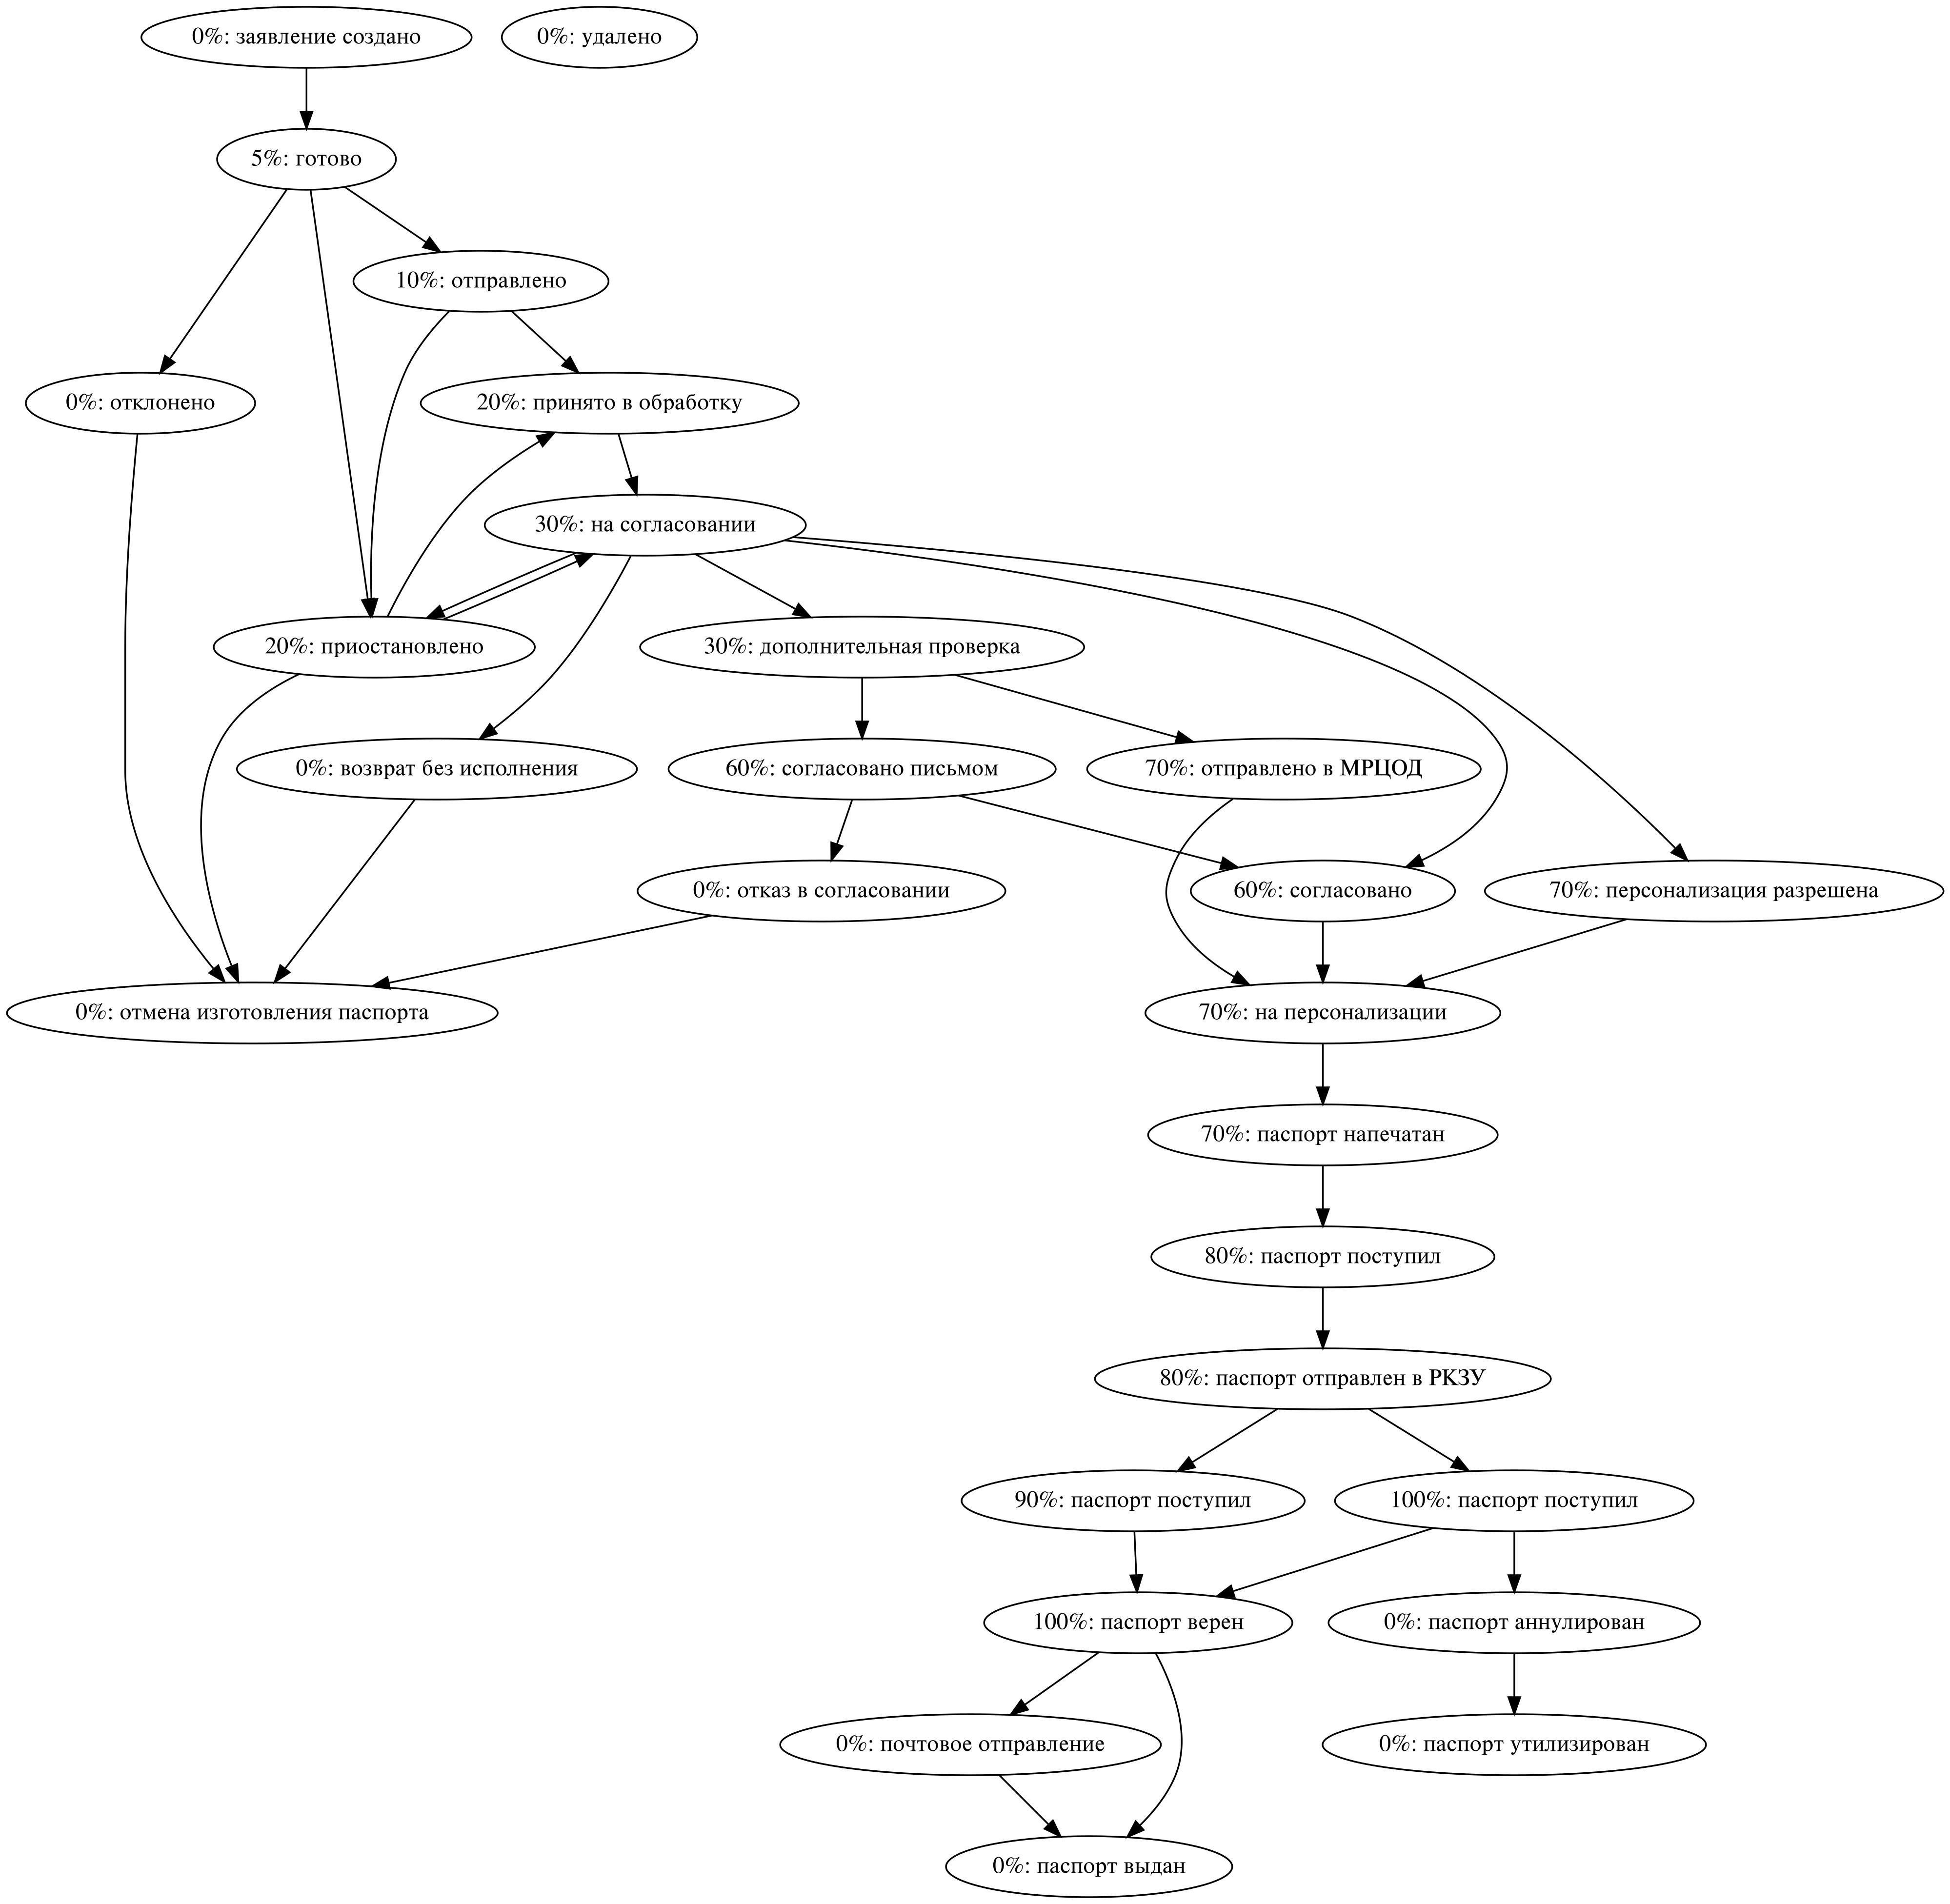 0%: заявление создано
0%: удалено
5%: готово
10%: отправлено
0%: отклонено
20%: принято в обработку
30%: на согласовании
20%: приостановлено
30%: дополнительная проверка
0%: возврат без исполнения
60%: согласовано письмом
70%: отправлено в МРЦОД
0%: отказ в согласовании
60%: согласовано
70%: персонализация разрешена
0%: отмена изготовления паспорта
70%: на персонализации
70%: паспорт напечатан
80%: паспорт поступил
80%: паспорт отправлен в РКЗУ
90%: паспорт поступил
100%: паспорт поступил
100%: паспорт верен
0%: паспорт аннулирован
0%: почтовое отправление
0%: паспорт утилизирован
0%: паспорт выдан